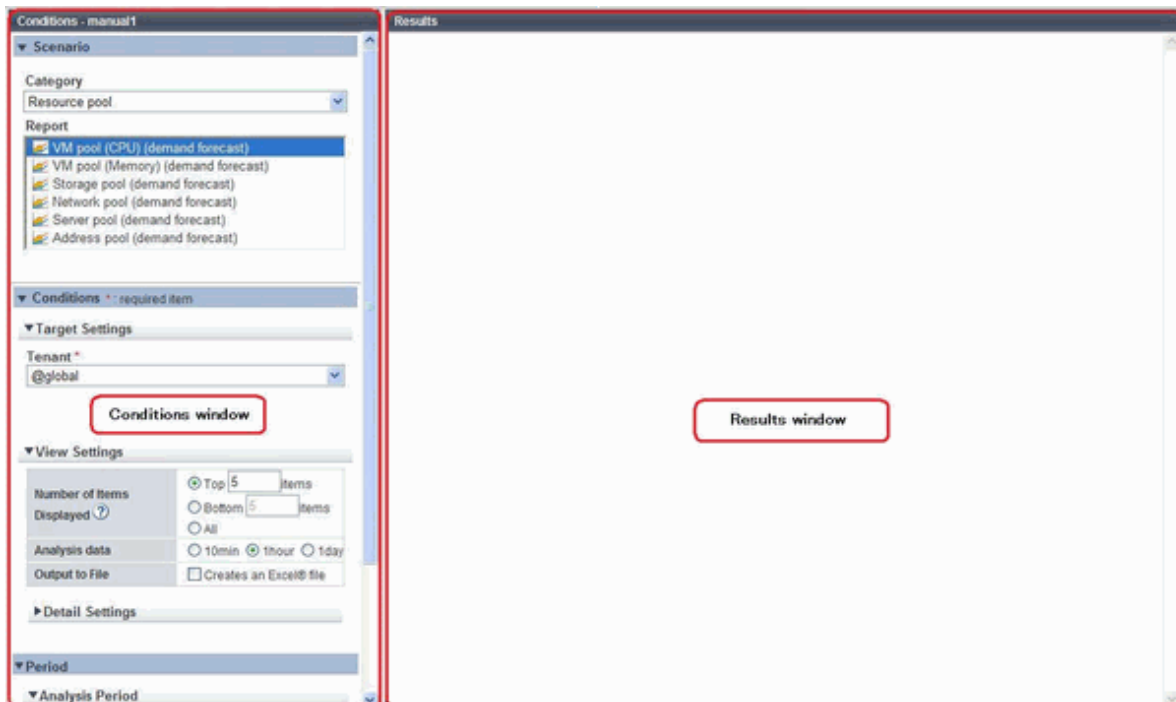 Conditions - manual1
Scenario
Category
Resource pool
Report
VM pool (CPU) (demand forecast)
VM pool (Memory) (demand forecast)
Storage pool (demand forecast)
Network pool (demand forecast)
Server pool (demand forecast)
Address pool (demand forecast)
Conditions * : required item
Target Settings
Tenant *
@global
Conditions window
View Settings
Number of Items Displayed ?
Top 5 items
Bottom 5 items
All
Analysis data 10min 1hour 1day
Output to File Creates an Excel® file
Detail Settings
Period
Analysis Period
Results
Results window